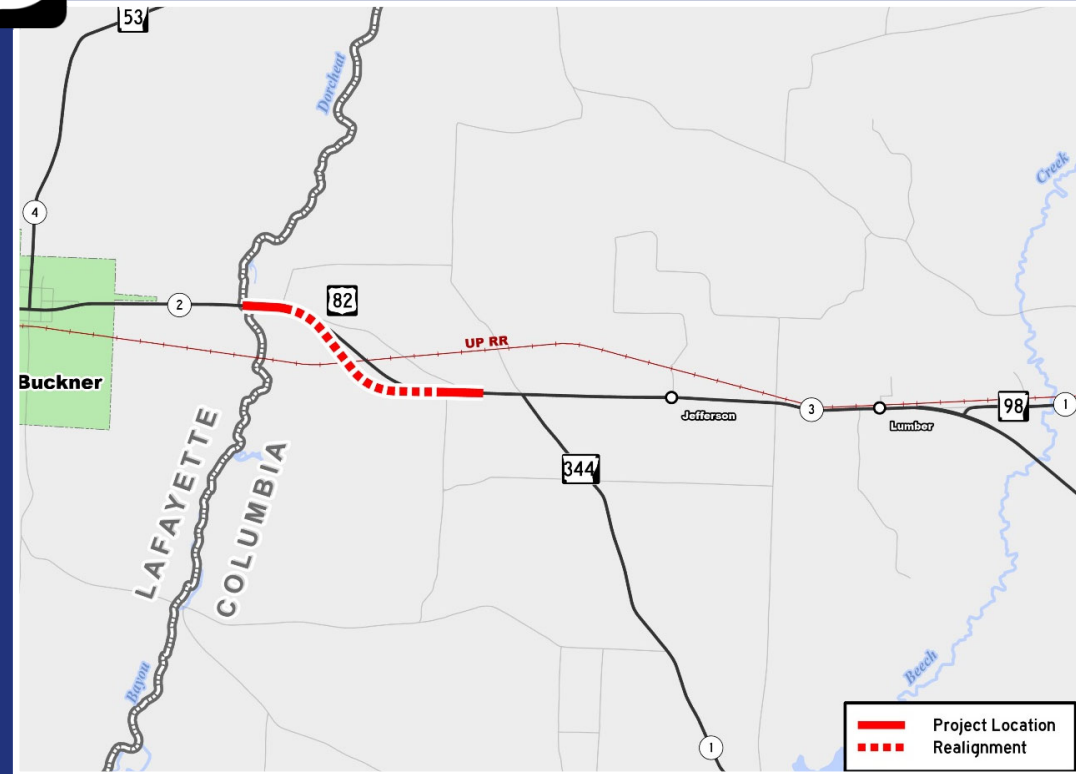 53
Dorcheat
Creek
4
82
2
UP RR
Buckner
Jefferson
3
98
1
Lumber
LAFAYETTE
COLUMBIA
344
Beech
Bayou
1
Project Location
Realignment